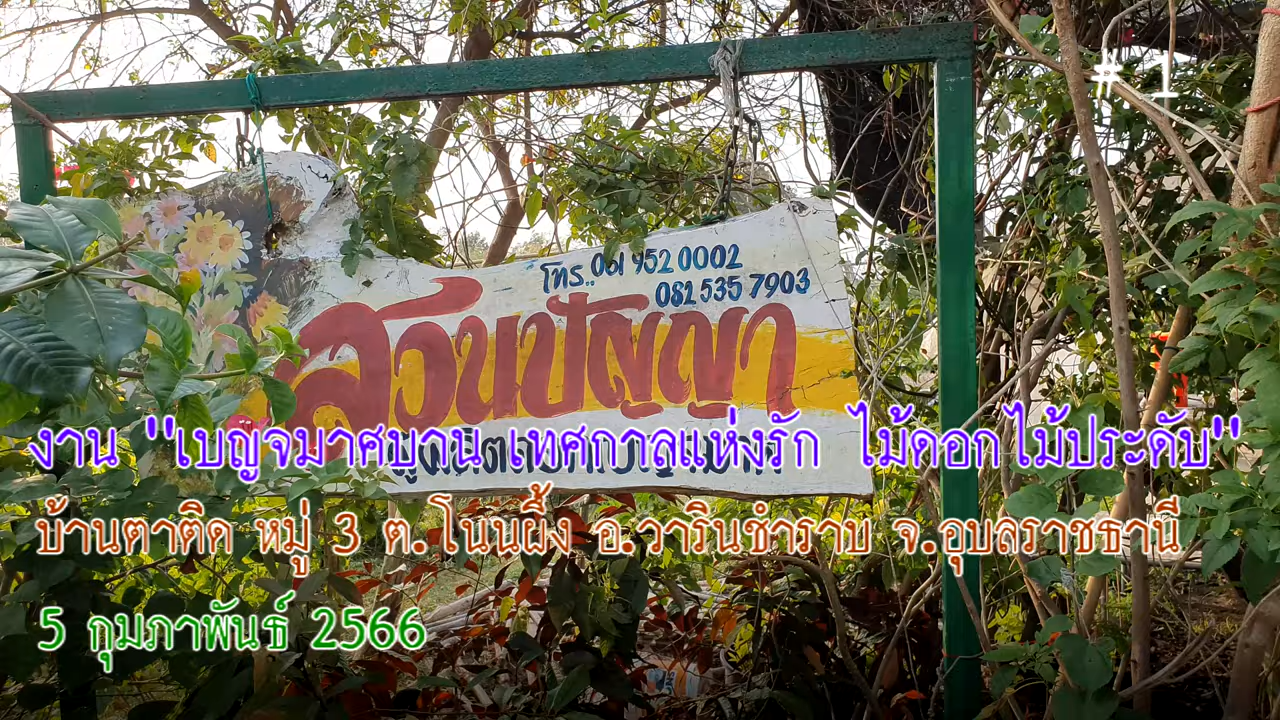 # 1
โทร..061 952 0002
081 535 7903
สวนปัญญา
งาน "เบญจมาศบาน เทศกาลแห่งรัก ไม้ดอกไม้ประดับ"
บ้านตาติด หมู่ 3 ต.โนนผึ้ง อ.วารินชำราบ จ.อุบลราชธานี
5 กุมภาพันธ์ 2566